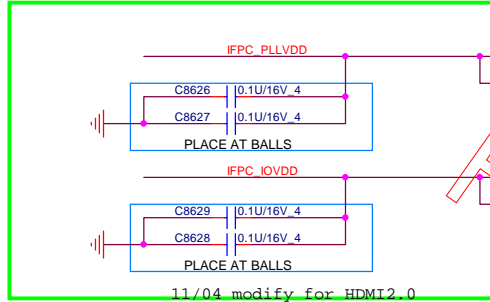 IFPC_PLLVDD
C8626 0.1U/16V_4
C8627 0.1U/16V_4
PLACE AT BALLS
IFPC_IOVDD
C8629 0.1U/16V_4
C8628 0.1U/16V_4
PLACE AT BALLS
11/04 modify for HDMI2.0